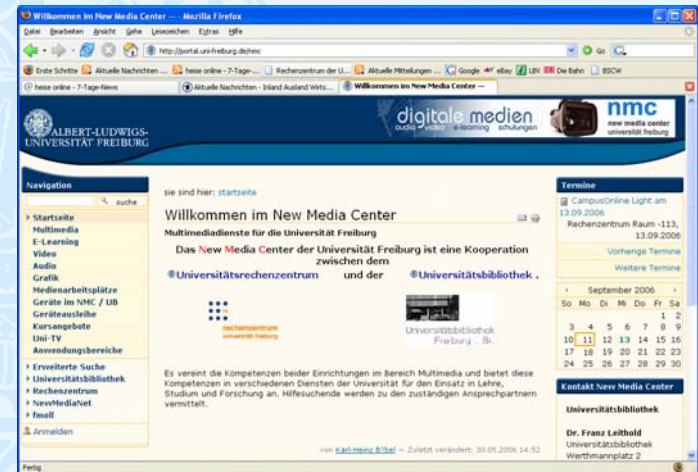 Willkommen im New Media Center — - Mozilla Firefox
Datei Bearbeiten Ansicht Gehe Lesezeichen Extras Hilfe
http://portal.uni-freiburg.de/nmc
Go
Erste Schritte Aktuelle Nachrichten ... heise online - 7-Tage-... Rechenzentrum der U... Aktuelle Mitteilungen ... Google eBay LBV Die Bahn BSCW
heise online - 7-Tage-News Aktuelle Nachrichten - Inland Ausland Wirts... Willkommen im New Media Center —
ALBERT-LUDWIGS-
UNIVERSITÄT FREIBURG
digitale medien
audio video e-learning schulungen
nmc
new media center
universität freiburg
Navigation
suche
Startseite
Multimedia
E-Learning
Video
Audio
Grafik
Medienarbeitsplätze
Geräte im NMC / UB
Geräteausleihe
Kursangebote
Uni-TV
Anwendungsbereiche
Erweiterte Suche
Universitätsbibliothek
Rechenzentrum
NewMediaNet
fmoll
Anmelden
sie sind hier: startseite
Willkommen im New Media Center
Multimediadienste für die Universität Freiburg
Das New Media Center der Universität Freiburg ist eine Kooperation
zwischen dem
Universitätsrechenzentrum und der Universitätsbibliothek .
rechenzentrum
universität freiburg
Universitätsbibliothek
Freiburg . Br.
Es vereint die Kompetenzen beider Einrichtungen im Bereich Multimedia und bietet diese
Kompetenzen in verschiedenen Diensten der Universität für den Einsatz in Lehre,
Studium und Forschung an. Hilfesuchende werden zu den zuständigen Ansprechpartnern
vermittelt.
von Karl-Heinz B?bel — Zuletzt verändert: 30.05.2006 14:52
Termine
CampusOnline Light am
13.09.2006
Rechenzentrum Raum -113,
13.09.2006
Vorherige Termine
Weitere Termine
September 2006
So Mo Di Mi Do Fr Sa
1 2
3 4 5 6 7 8 9
10 11 12 13 14 15 16
17 18 19 20 21 22 23
24 25 26 27 28 29 30
Kontakt New Media Center
Universitätsbibliothek
Dr. Franz Leithold
Universitätsbibliothek
Werthmannplatz 2
Fertig